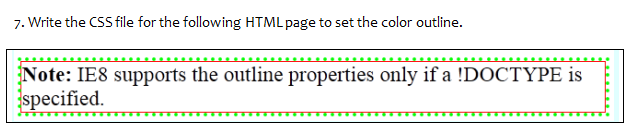 7. Write the CSS file for the following HTML page to set the color outline.
Note: IE8 supports the outline properties only if a !DOCTYPE is
specified.